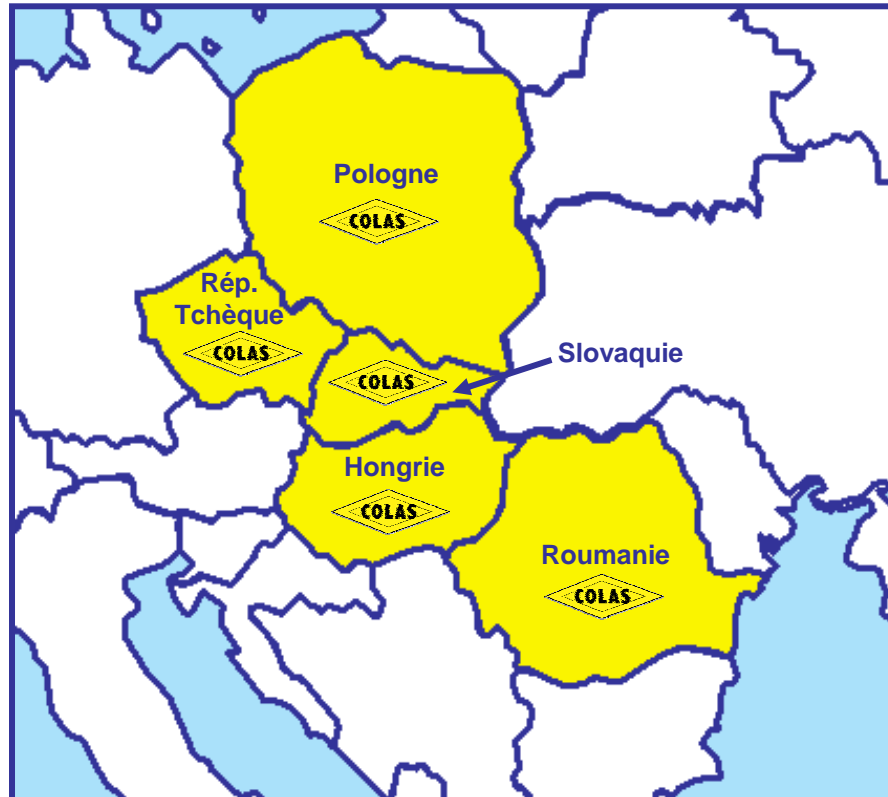 Pologne
COLAS
Rép.
Tchèque
COLAS
Slovaquie
COLAS
Hongrie
COLAS
Roumanie
COLAS